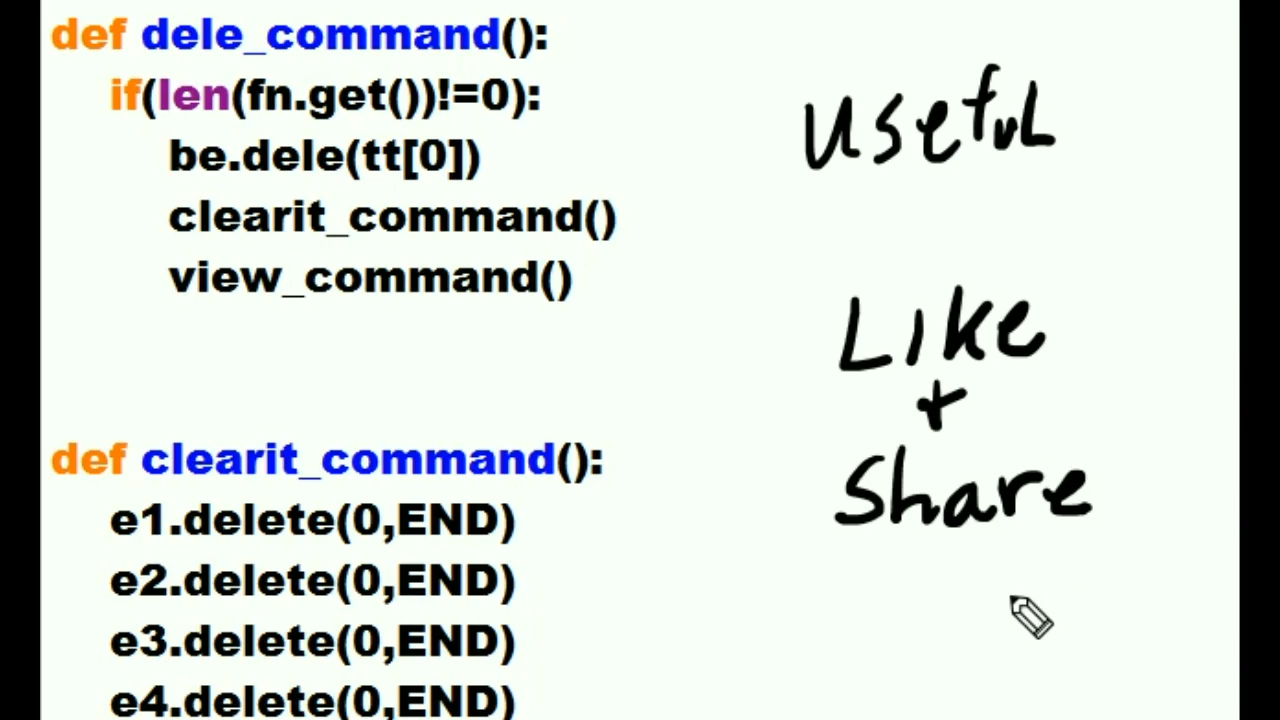 def dele_command():
if(len(fn.get())!=0):
be.dele(tt[0])
clearit_command()
view_command()
def clearit_command():
e1.delete(0,END)
e2.delete(0,END)
e3.delete(0,END)
e4.delete(0,END)
Useful
Like
+
Share